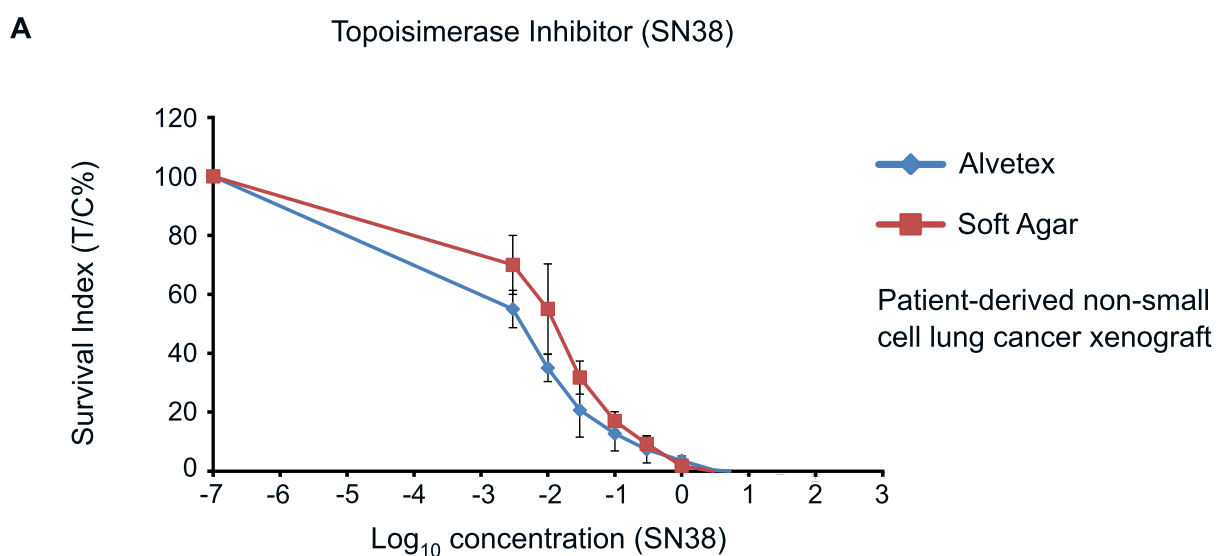 A
Topoisimerase Inhibitor (SN38)
120
100
80
60
40
20
0
Survival Index (T/C%)
-7 -6 -5 -4 -3 -2 -1 0 1 2 3
Log₁₀ concentration (SN38)
Alvetex
Soft Agar
Patient-derived non-small
cell lung cancer xenograft